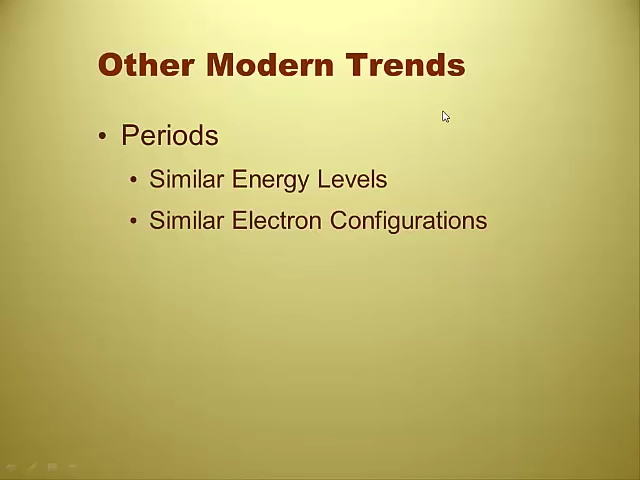 Other Modern Trends
• Periods
• Similar Energy Levels
• Similar Electron Configurations